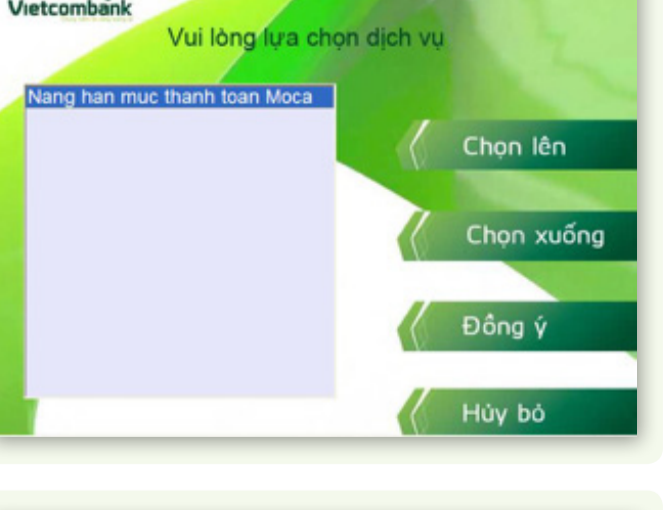 Vietcombank
Vui lòng lựa chọn dịch vụ
Nang han muc thanh toan Moca
Chọn lên
Chọn xuống
Đồng ý
Hủy bỏ